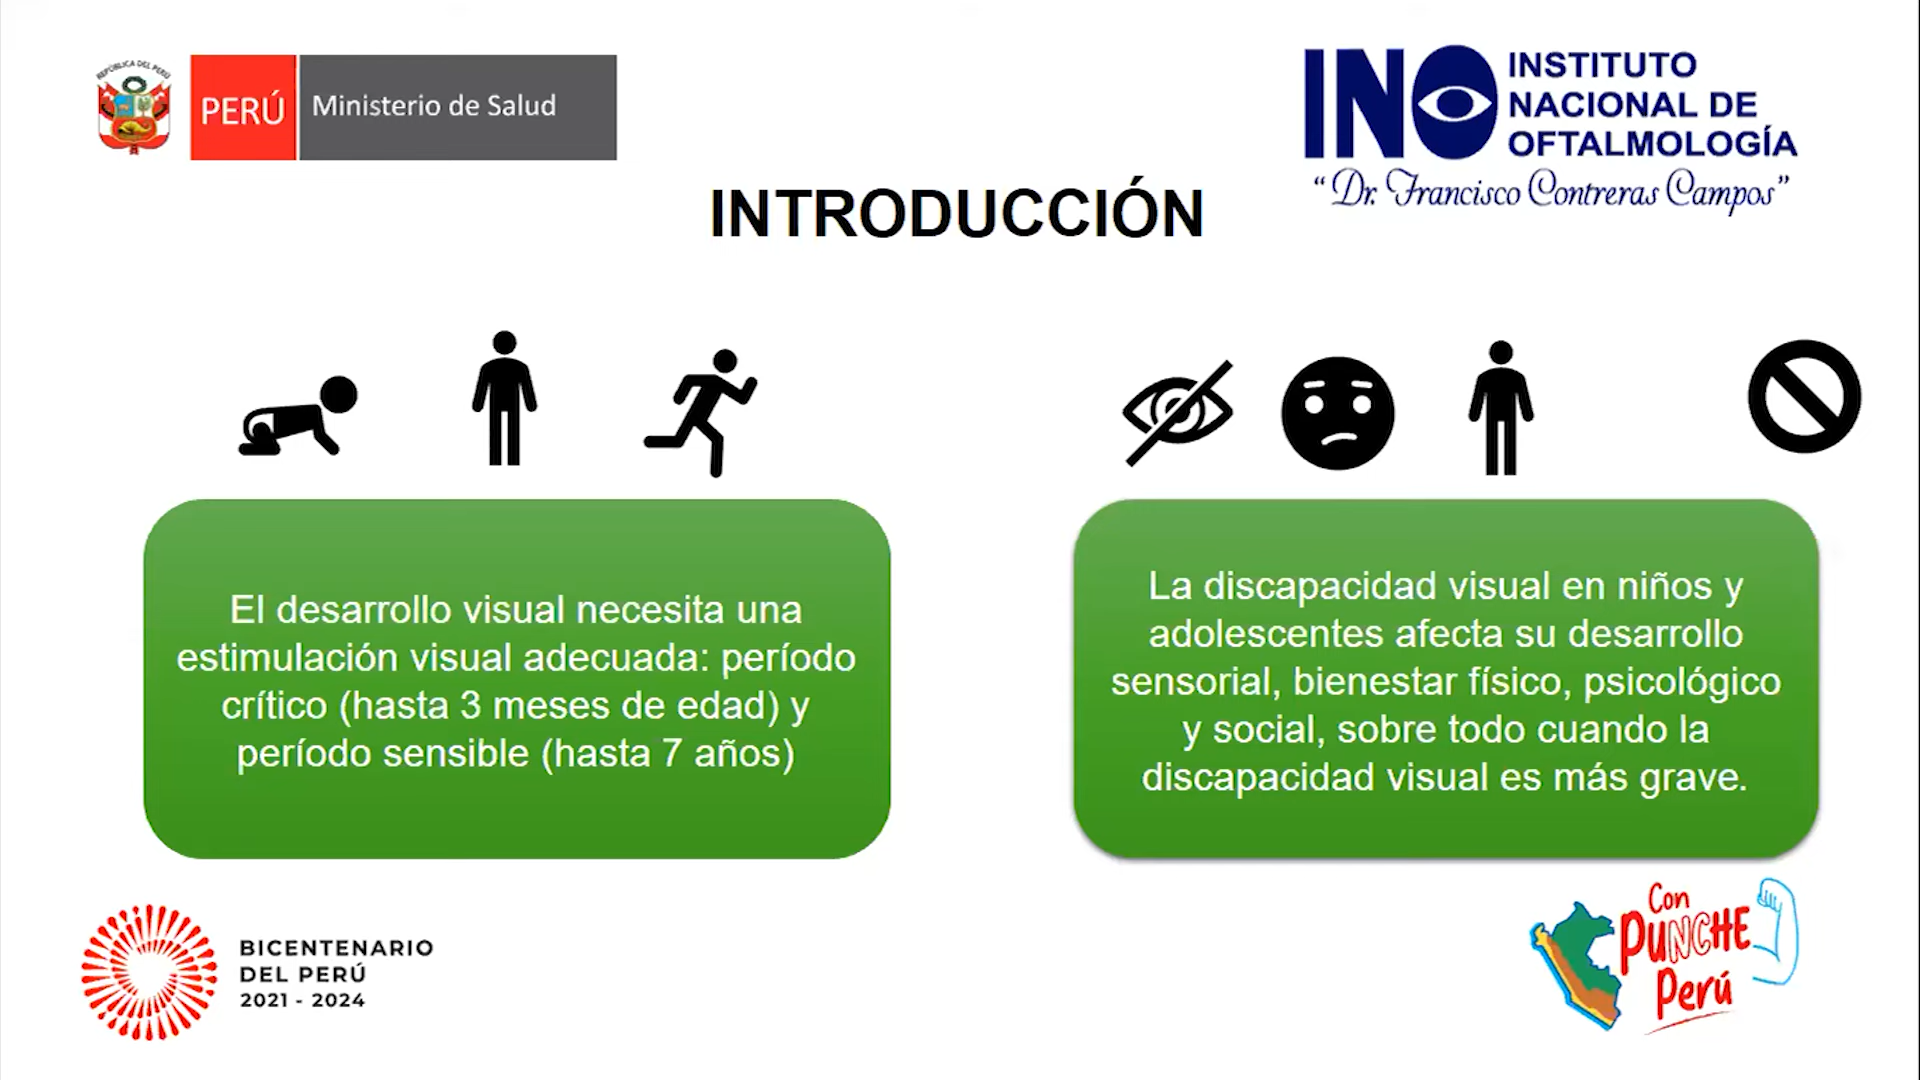 REPÚBLICA DEL PERÚ
PERÚ
Ministerio de Salud
INO
INSTITUTO
NACIONAL DE
OFTALMOLOGÍA
“Dr. Francisco Contreras Campos”
INTRODUCCIÓN
El desarrollo visual necesita una
estimulación visual adecuada: período
crítico (hasta 3 meses de edad) y
período sensible (hasta 7 años)
La discapacidad visual en niños y
adolescentes afecta su desarrollo
sensorial, bienestar físico, psicológico
y social, sobre todo cuando la
discapacidad visual es más grave.
BICENTENARIO
DEL PERÚ
2021 - 2024
Con
PUNCHE
Perú